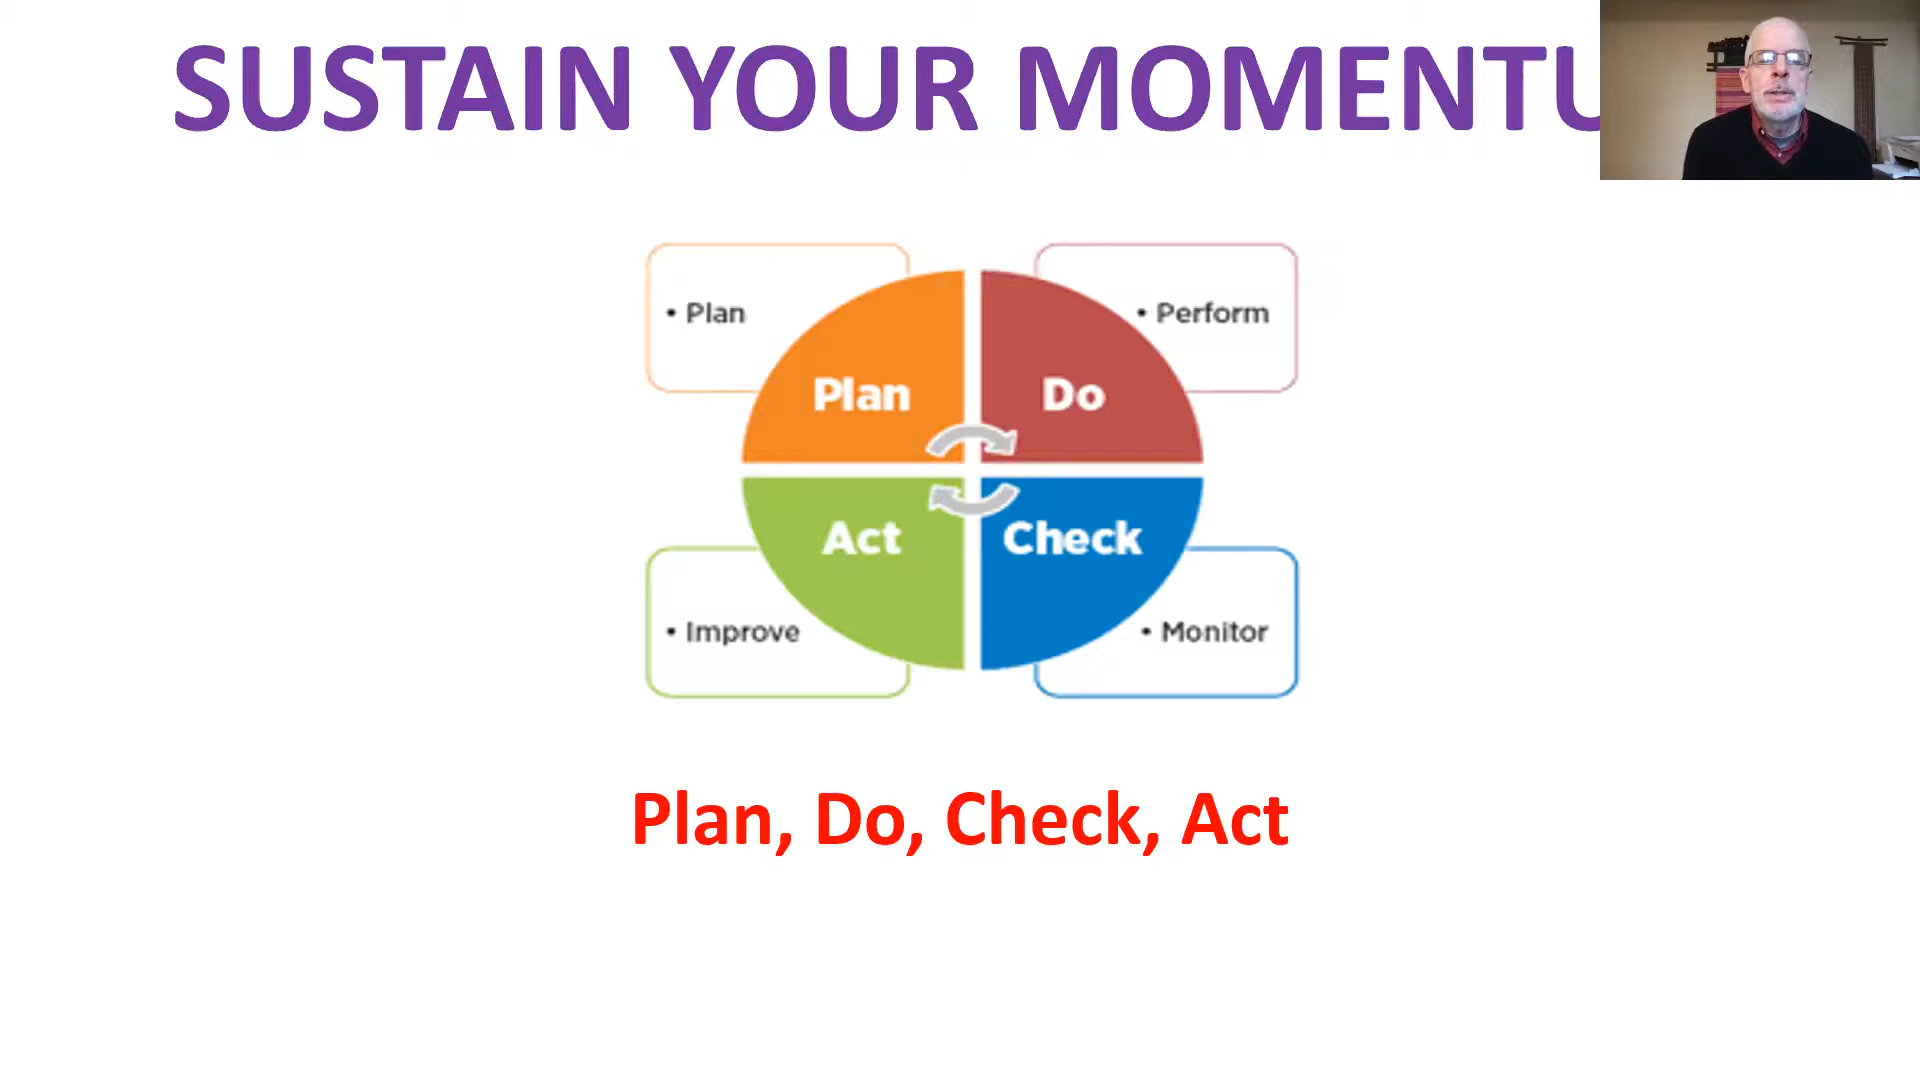 SUSTAIN YOUR MOMENTU
• Plan
• Perform
Plan
Do
Act
Check
• Improve
• Monitor
Plan, Do, Check, Act